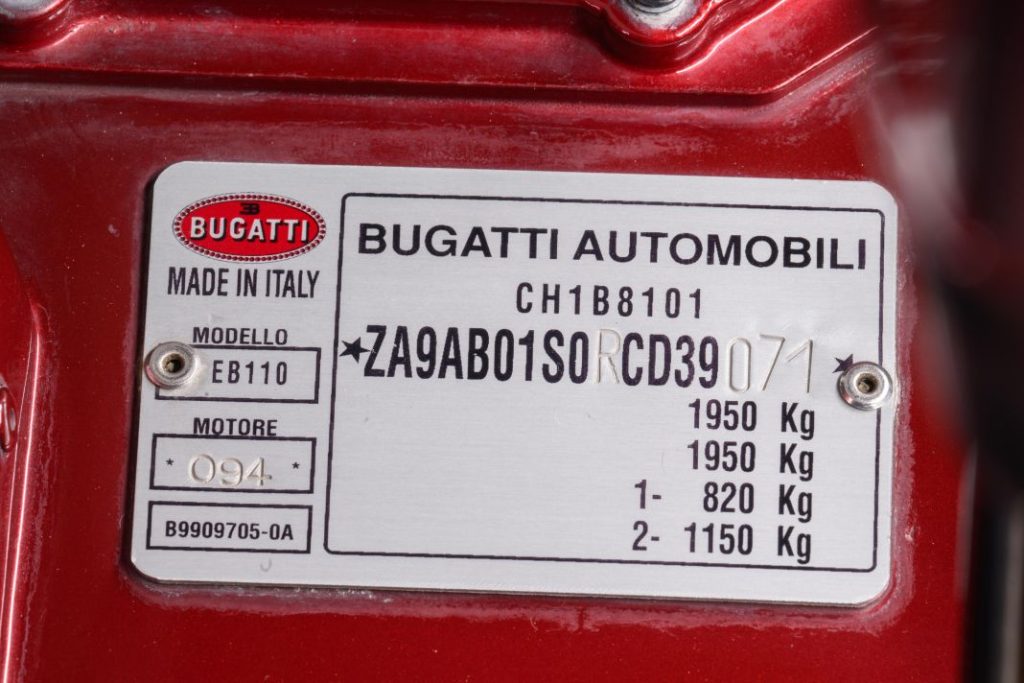 BUGATTI
MADE IN ITALY
MODELLO
EB110
MOTORE
* 094 *
B9909705-0A
BUGATTI AUTOMOBILI
CH1B8101
★ZA9AB01S0RCD39071★
1950 Kg
1950 Kg
1- 820 Kg
2- 1150 Kg